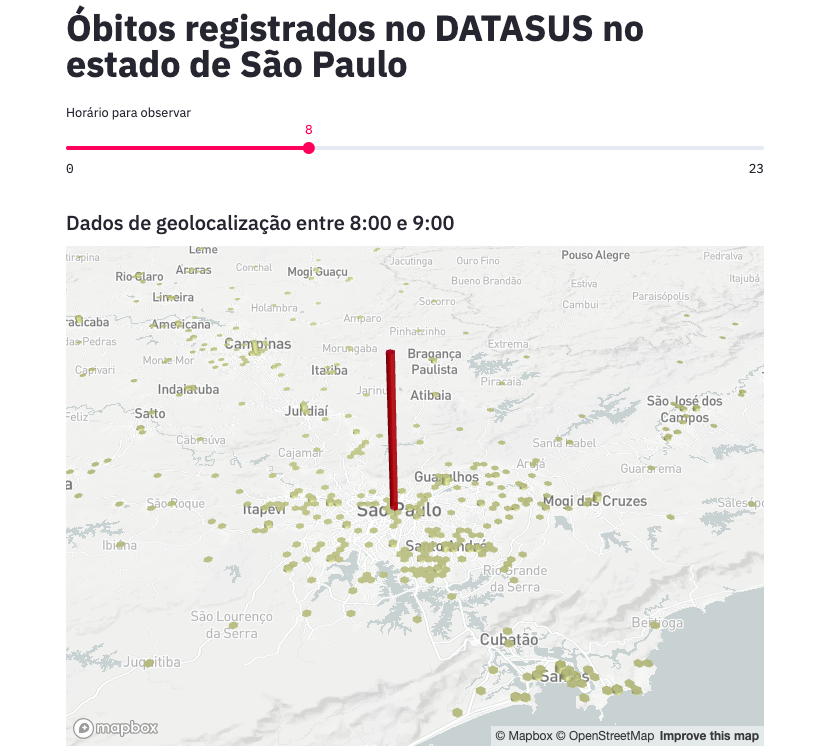 Óbitos registrados no DATASUS no
estado de São Paulo
Horário para observar
8
0 23
Dados de geolocalização entre 8:00 e 9:00
Leme
Jacutinga Ouro Fino Pouso Alegre Pedralva
tirapina Rio Claro Araras Conchal Mogi Guaçu
Bueno Brandão Estiva Itajubá
Limeira Holambra Socorro Cambuí Paraisópolis
racicaba Americana Amparo Pinhalzinho
das Pedras Campinas Morungaba Bragança
Paulista Extrema
Monte Mor
Capivari Itatiba Piracaia
Indaiatuba Jarinu Atibaia
Feliz Salto Jundiaí São José dos
Campos
Cabreúva Santa Isabel
Cajamar Arujá Guararema
a Guarulhos
São Roque Itapevi São Paulo Mogi das Cruzes Salesóp
Ibiúna Santo André
Rio Grande
da Serra
São Lourenço
da Serra Bertioga
Cubatão
Juquitiba Santos
mapbox
© Mapbox © OpenStreetMap Improve this map